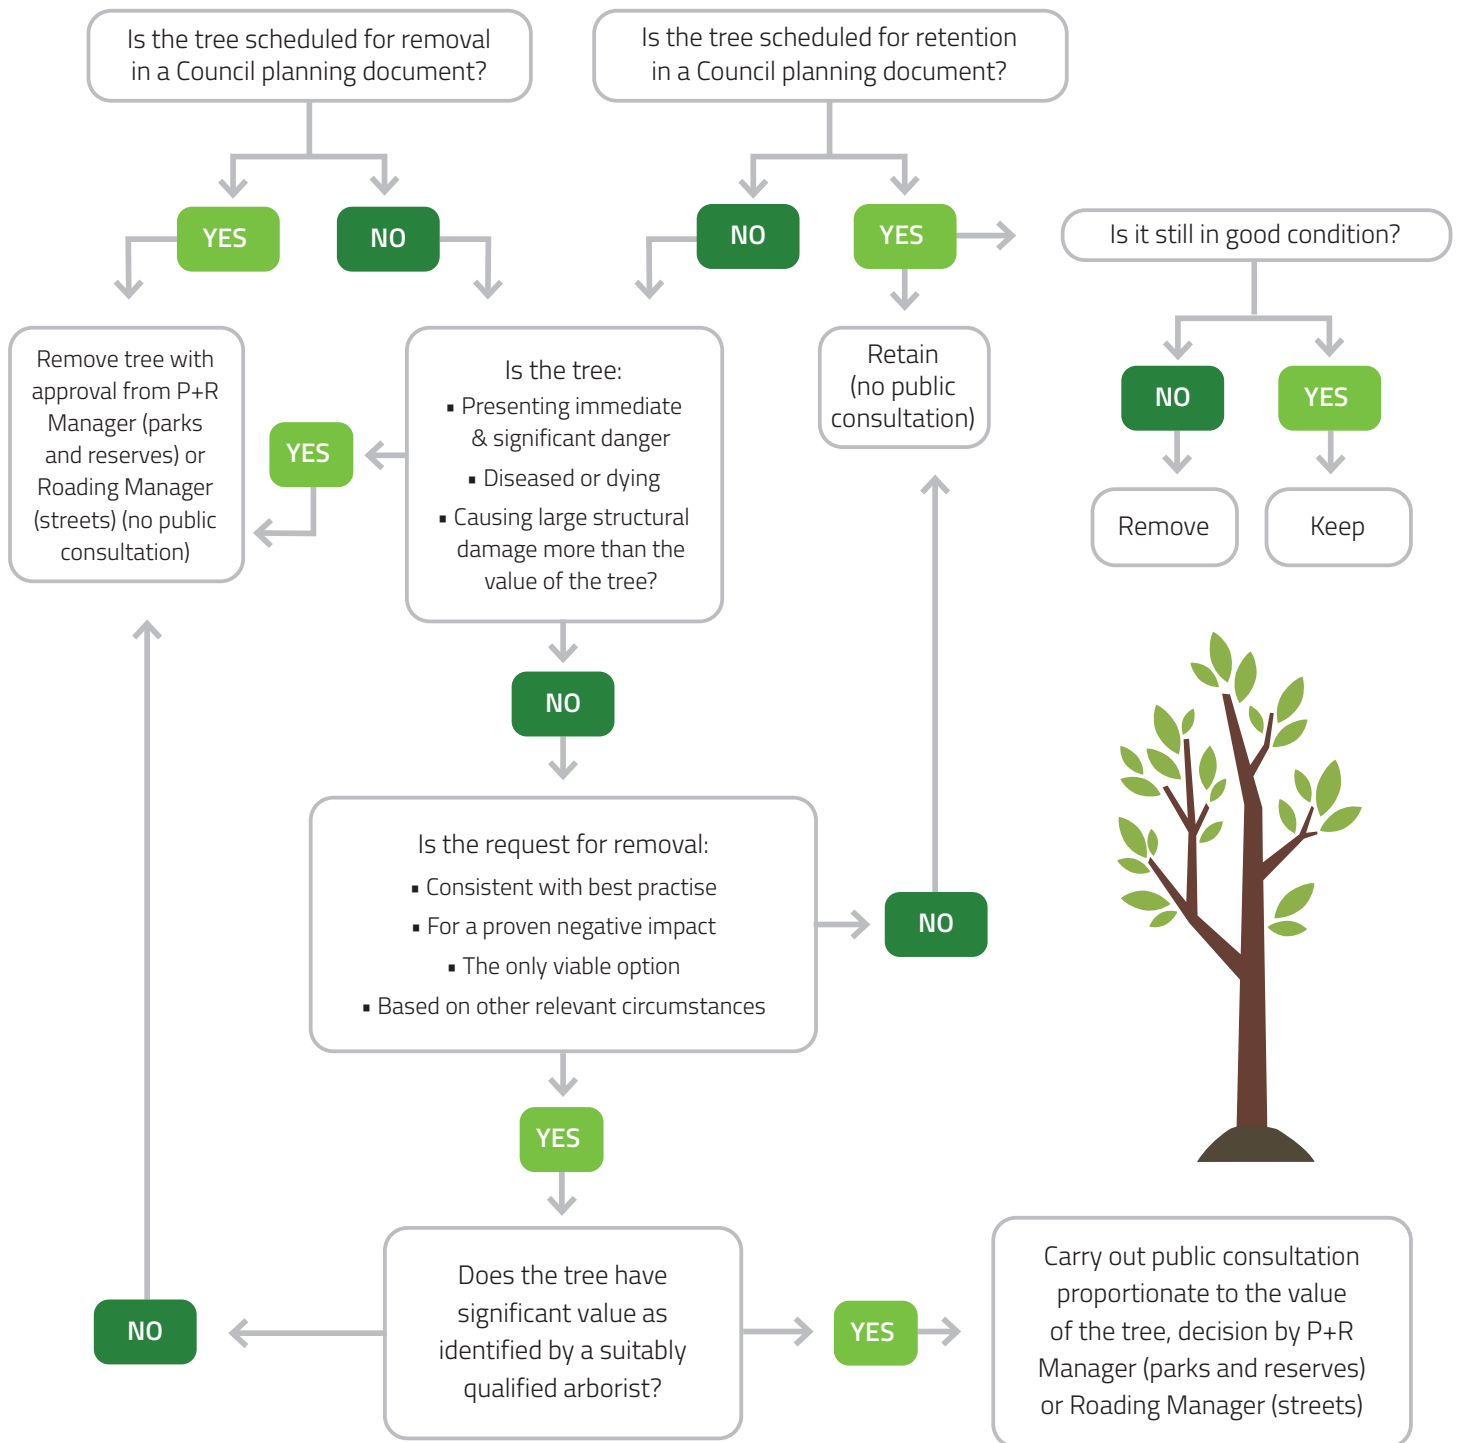 Is the tree scheduled for removal
in a Council planning document?
Is the tree scheduled for retention
in a Council planning document?
YES
NO
NO
YES
Is it still in good condition?
Remove tree with
approval from P+R
Manager (parks
and reserves) or
Roading Manager
(streets) (no public
consultation)
YES
Is the tree:
▪ Presenting immediate
& significant danger
▪ Diseased or dying
▪ Causing large structural
damage more than the
value of the tree?
Retain
(no public
consultation)
NO
YES
Remove
Keep
NO
Is the request for removal:
▪ Consistent with best practise
▪ For a proven negative impact
▪ The only viable option
▪ Based on other relevant circumstances
NO
YES
NO
Does the tree have
significant value as
identified by a suitably
qualified arborist?
YES
Carry out public consultation
proportionate to the value
of the tree, decision by P+R
Manager (parks and reserves)
or Roading Manager (streets)